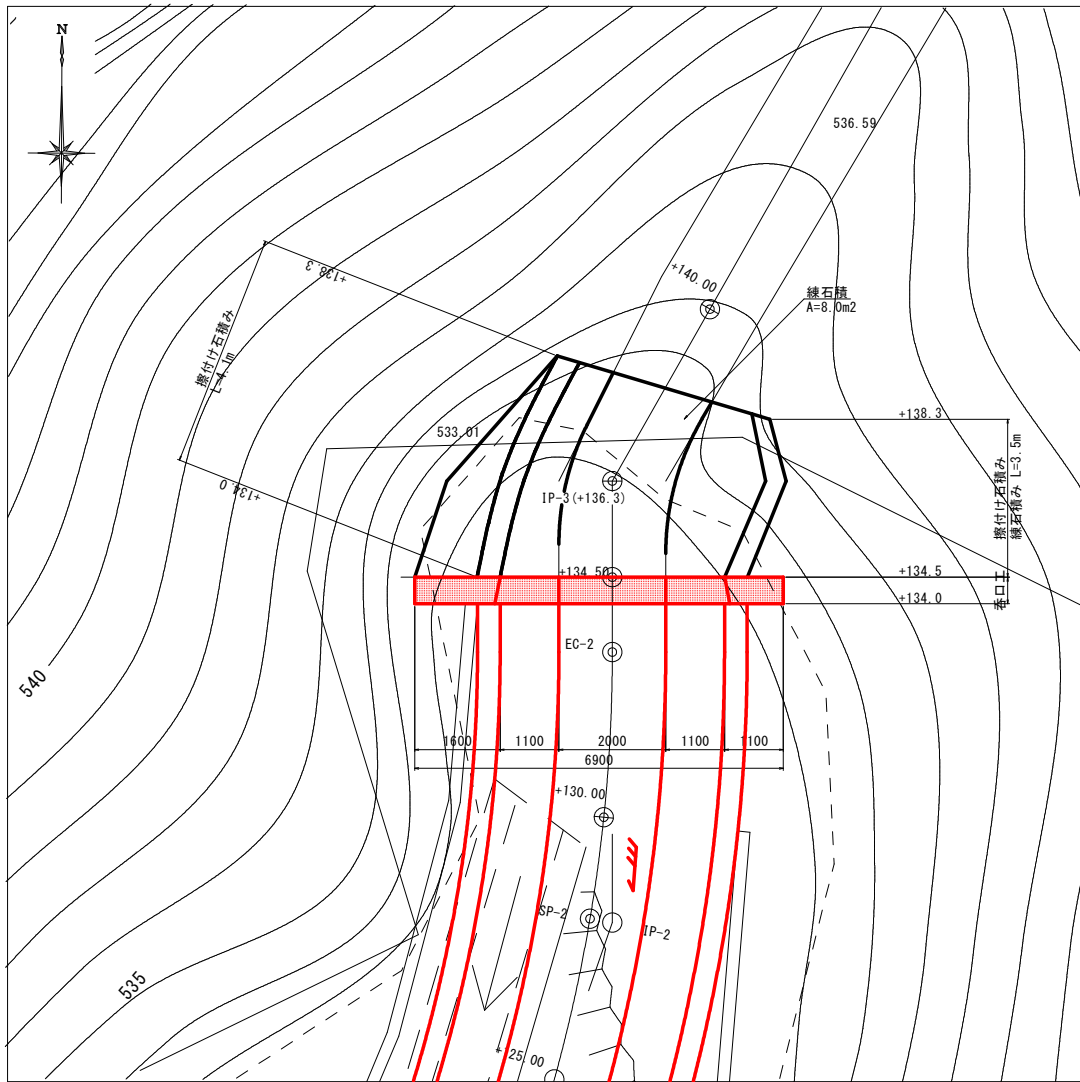 N
536.59
+140.00
練石積
A=8.0m2
+138.3
擦付け石積み
L=4.1m
+138.3
533.01
擦付け石積み
練石積み L=3.5m
+134.0
IP-3(+136.3)
+134.50
+134.5
+134.0
呑口工
EC-2
540
1600
1100
2000
1100
1100
6900
+130.00
SP-2
IP-2
535
+125.00